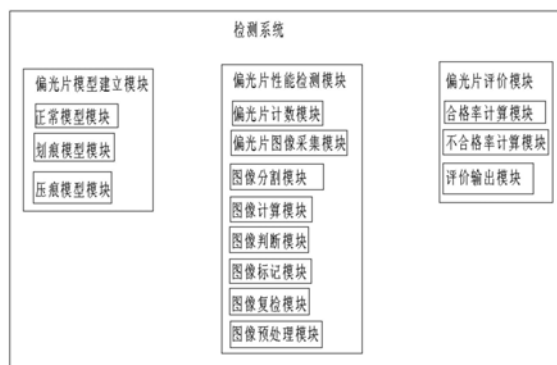 检测系统
偏光片模型建立模块
正常模型模块
划痕模型模块
压痕模型模块
偏光片性能检测模块
偏光片计数模块
偏光片图像采集模块
图像分割模块
图像计算模块
图像判断模块
图像标记模块
图像复检模块
图像预处理模块
偏光片评价模块
合格率计算模块
不合格率计算模块
评价输出模块